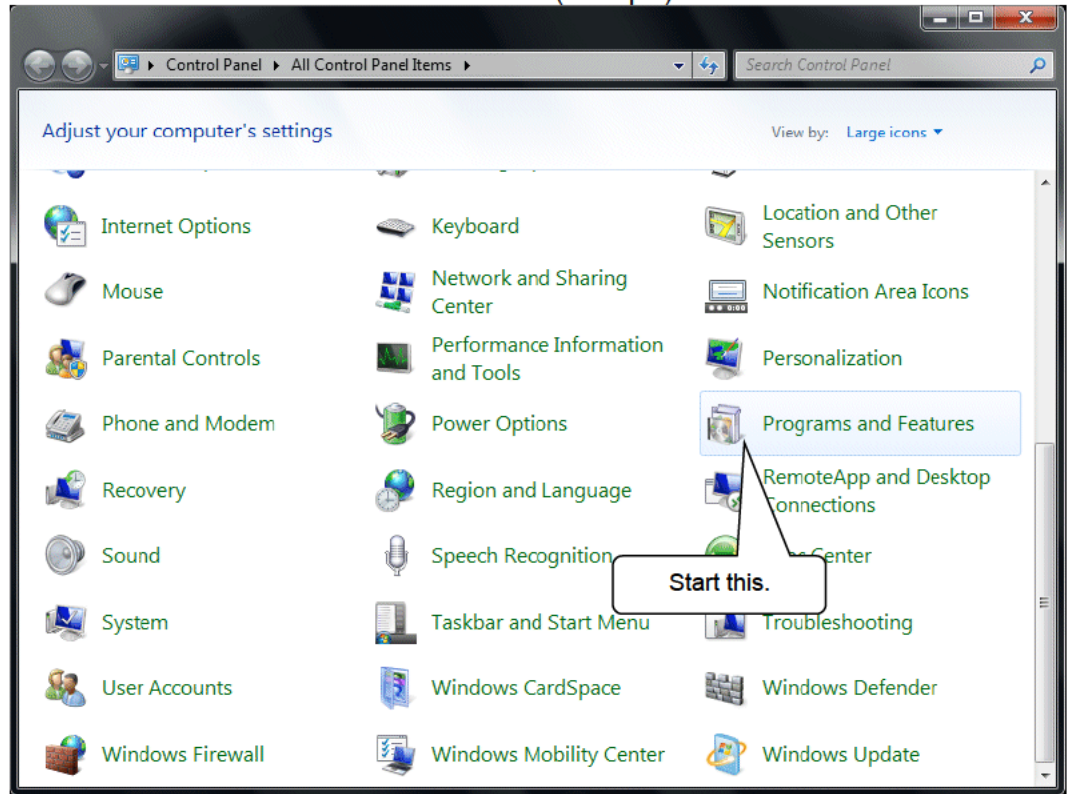 Control Panel ▸ All Control Panel Items ▸
Search Control Panel
Adjust your computer's settings
View by: Large icons
Internet Options
Keyboard
Location and Other
Sensors
Mouse
Network and Sharing
Center
Notification Area Icons
Parental Controls
Performance Information
and Tools
Personalization
Phone and Modem
Power Options
Programs and Features
Recovery
Region and Language
RemoteApp and Desktop
Connections
Sound
Speech Recognition
Center
Start this.
System
Taskbar and Start Menu
Troubleshooting
User Accounts
Windows CardSpace
Windows Defender
Windows Firewall
Windows Mobility Center
Windows Update